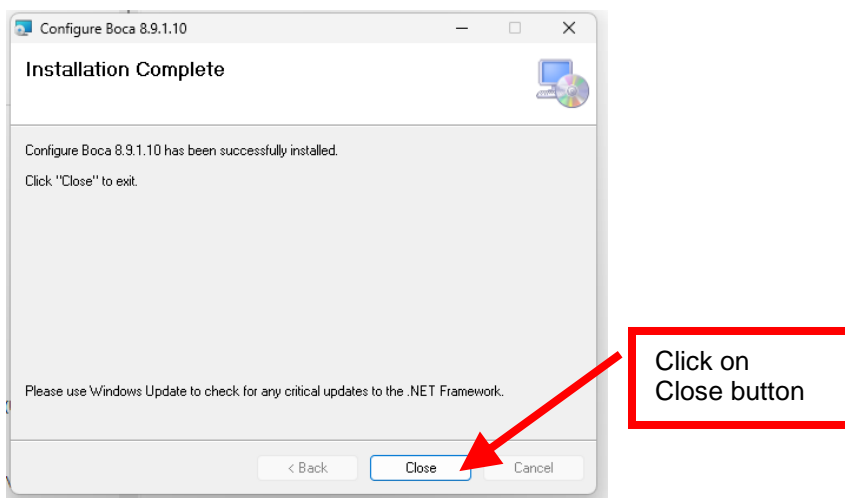 Configure Boca 8.9.1.10
Installation Complete
Configure Boca 8.9.1.10 has been successfully installed.
Click "Close" to exit.
Please use Windows Update to check for any critical updates to the .NET Framework.
< Back
Close
Cancel
Click on
Close button